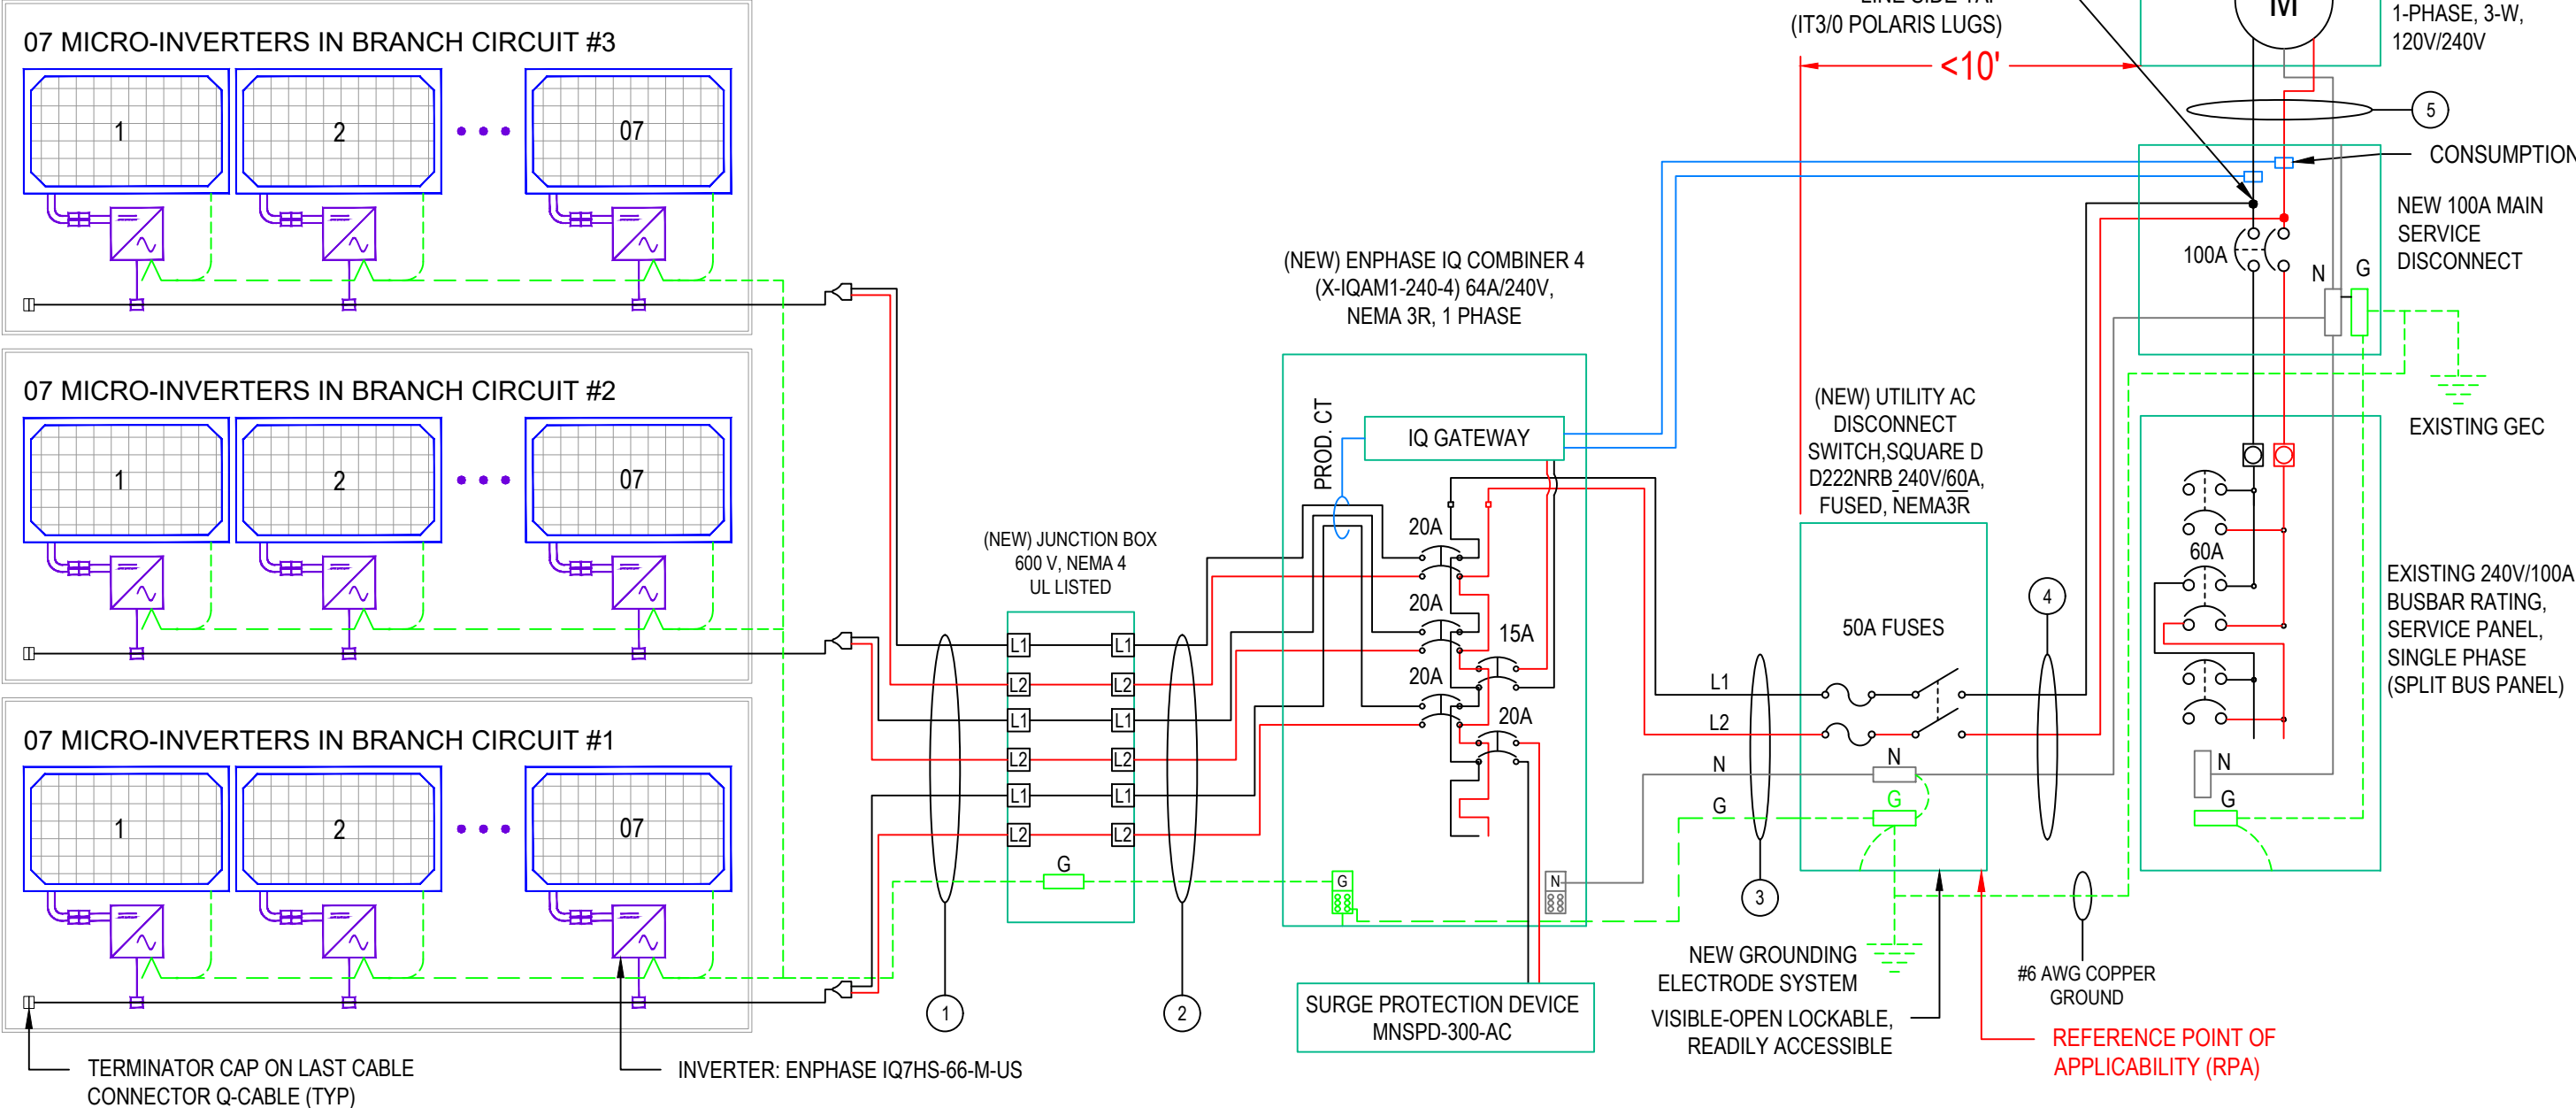 07 MICRO-INVERTERS IN BRANCH CIRCUIT #3
1
2
07
07 MICRO-INVERTERS IN BRANCH CIRCUIT #2
1
2
07
07 MICRO-INVERTERS IN BRANCH CIRCUIT #1
1
2
07
TERMINATOR CAP ON LAST CABLE
CONNECTOR Q-CABLE (TYP)
INVERTER: ENPHASE IQ7HS-66-M-US
1
(NEW) JUNCTION BOX
600 V, NEMA 4
UL LISTED
L1 L1
L2 L2
L1 L1
L2 L2
L1 L1
L2 L2
G
2
(NEW) ENPHASE IQ COMBINER 4
(X-IQAM1-240-4) 64A/240V,
NEMA 3R, 1 PHASE
PROD. CT
IQ GATEWAY
20A
20A
15A
20A
20A
G
N
SURGE PROTECTION DEVICE
MNSPD-300-AC
L1
L2
N
G
3
(IT3/0 POLARIS LUGS)
<10'
(NEW) UTILITY AC
DISCONNECT
SWITCH,SQUARE D
D222NRB 240V/60A,
FUSED, NEMA3R
50A FUSES
N
G
4
NEW GROUNDING
ELECTRODE SYSTEM
VISIBLE-OPEN LOCKABLE,
READILY ACCESSIBLE
#6 AWG COPPER
GROUND
REFERENCE POINT OF
APPLICABILITY (RPA)
M
1-PHASE, 3-W,
120V/240V
5
CONSUMPTION
NEW 100A MAIN
SERVICE
DISCONNECT
100A
N
G
EXISTING GEC
60A
EXISTING 240V/100A
BUSBAR RATING,
SERVICE PANEL,
SINGLE PHASE
(SPLIT BUS PANEL)
N
G